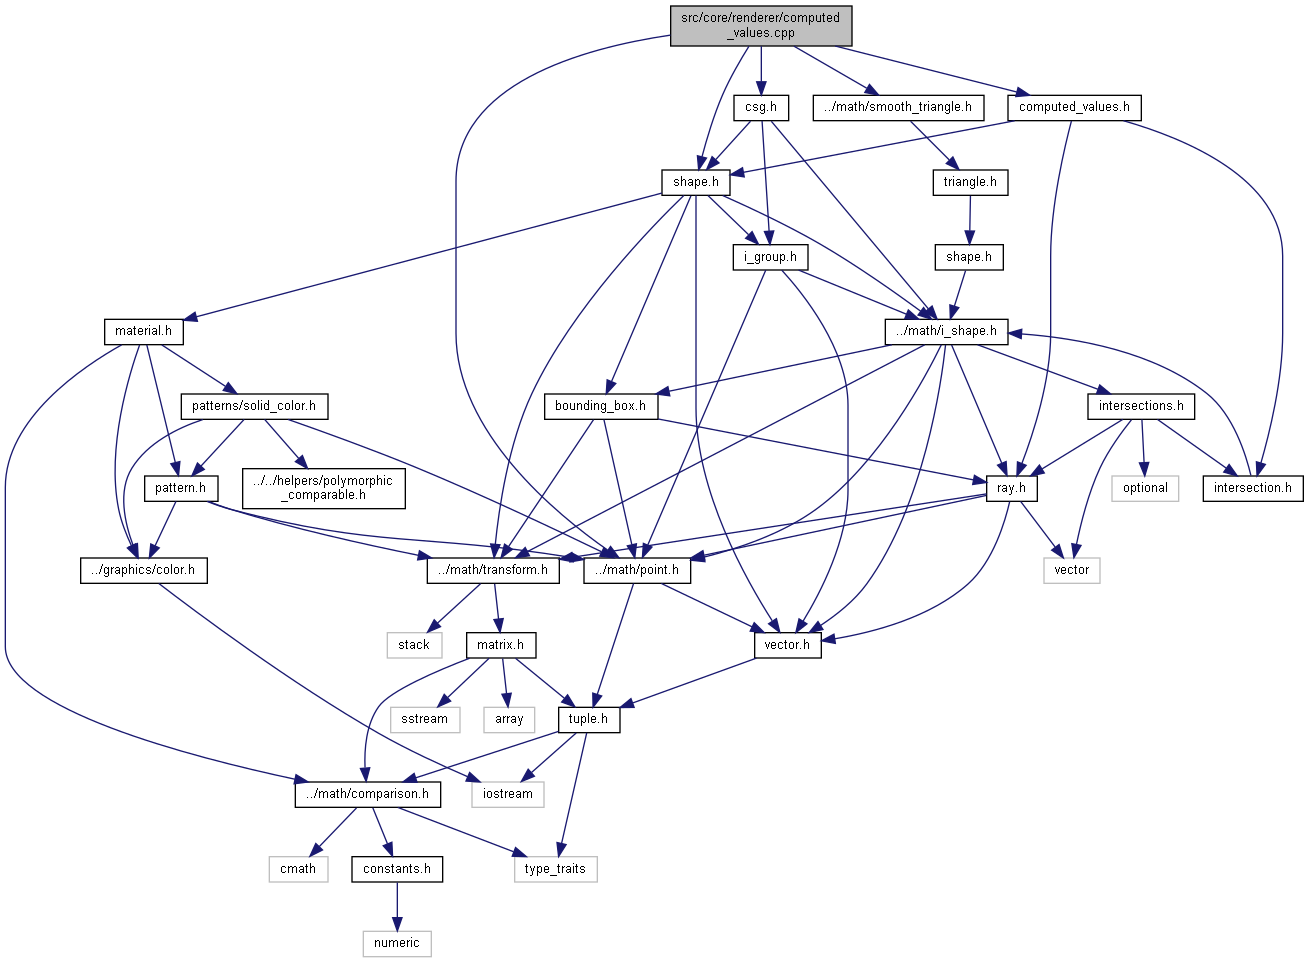 src/core/renderer/computed
_values.cpp
csg.h
../math/smooth_triangle.h
computed_values.h
shape.h
triangle.h
i_group.h
shape.h
material.h
../math/i_shape.h
patterns/solid_color.h
bounding_box.h
intersections.h
pattern.h
../../helpers/polymorphic
_comparable.h
ray.h
optional
intersection.h
../graphics/color.h
../math/transform.h
../math/point.h
vector
stack
matrix.h
vector.h
sstream
array
tuple.h
../math/comparison.h
iostream
cmath
constants.h
type_traits
numeric